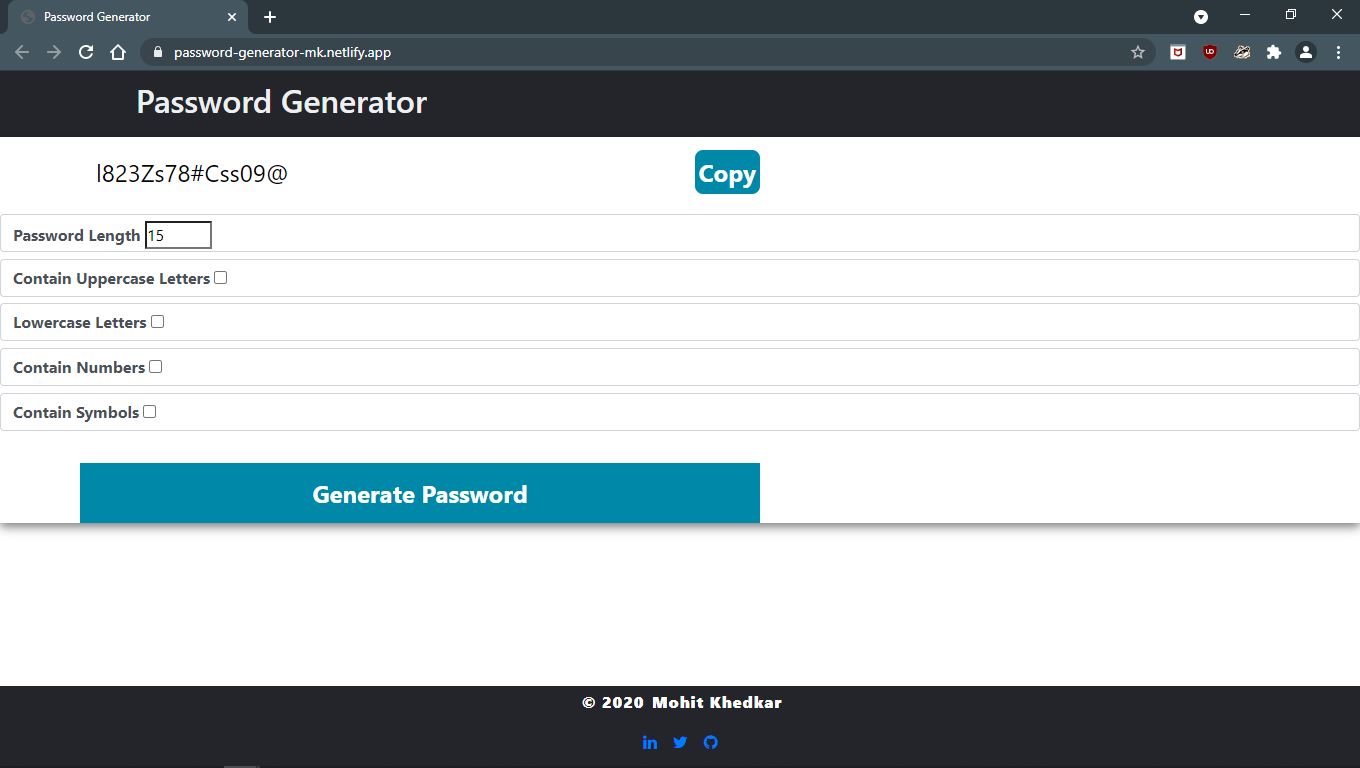 Password Generator
password-generator-mk.netlify.app
Password Generator
l823Zs78#Css09@
Copy
Password Length 15
Contain Uppercase Letters
Lowercase Letters
Contain Numbers
Contain Symbols
Generate Password
© 2020 Mohit Khedkar